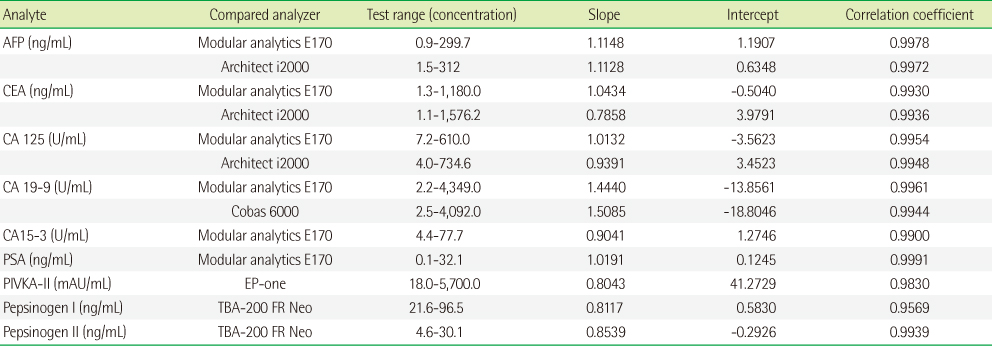 Analyte Compared analyzer Test range (concentration) Slope Intercept Correlation coefficient
AFP (ng/mL) Modular analytics E170 0.9-299.7 1.1148 1.1907 0.9978
Architect i2000 1.5-312 1.1128 0.6348 0.9972
CEA (ng/mL) Modular analytics E170 1.3-1,180.0 1.0434 -0.5040 0.9930
Architect i2000 1.1-1,576.2 0.7858 3.9791 0.9936
CA 125 (U/mL) Modular analytics E170 7.2-610.0 1.0132 -3.5623 0.9954
Architect i2000 4.0-734.6 0.9391 3.4523 0.9948
CA 19-9 (U/mL) Modular analytics E170 2.2-4,349.0 1.4440 -13.8561 0.9961
Cobas 6000 2.5-4,092.0 1.5085 -18.8046 0.9944
CA15-3 (U/mL) Modular analytics E170 4.4-77.7 0.9041 1.2746 0.9900
PSA (ng/mL) Modular analytics E170 0.1-32.1 1.0191 0.1245 0.9991
PIVKA-II (mAU/mL) EP-one 18.0-5,700.0 0.8043 41.2729 0.9830
Pepsinogen I (ng/mL) TBA-200 FR Neo 21.6-96.5 0.8117 0.5830 0.9569
Pepsinogen II (ng/mL) TBA-200 FR Neo 4.6-30.1 0.8539 -0.2926 0.9939